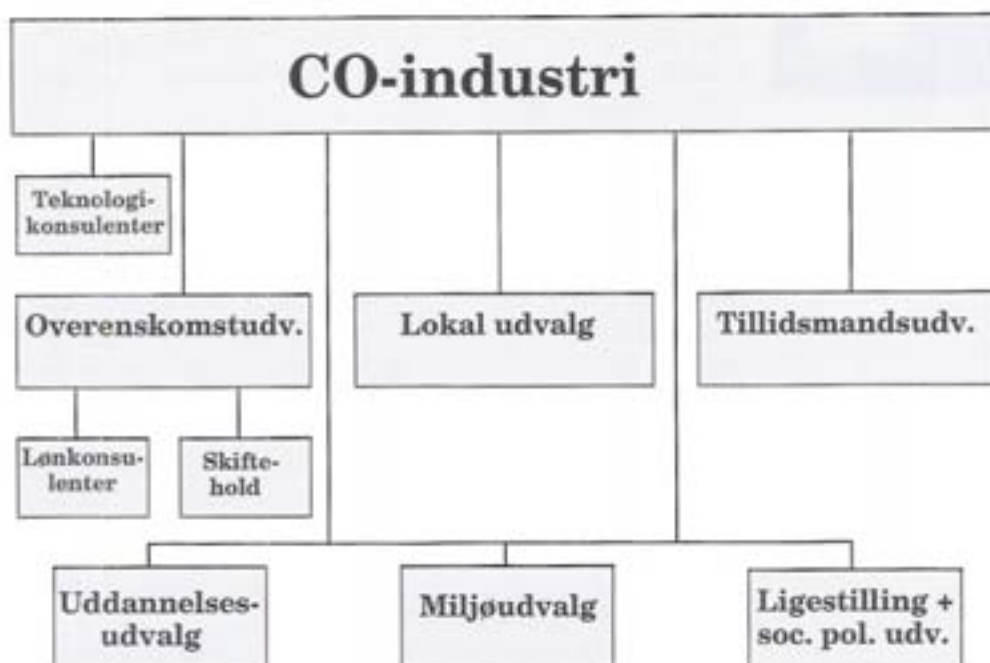 CO-industri
Teknologi-
konsulenter
Overenskomstudv.
Lokal udvalg
Tillidsmandsudv.
Lønkonsu-
lenter
Skifte-
hold
Uddannelses-
udvalg
Miljøudvalg
Ligestilling +
soc. pol. udv.